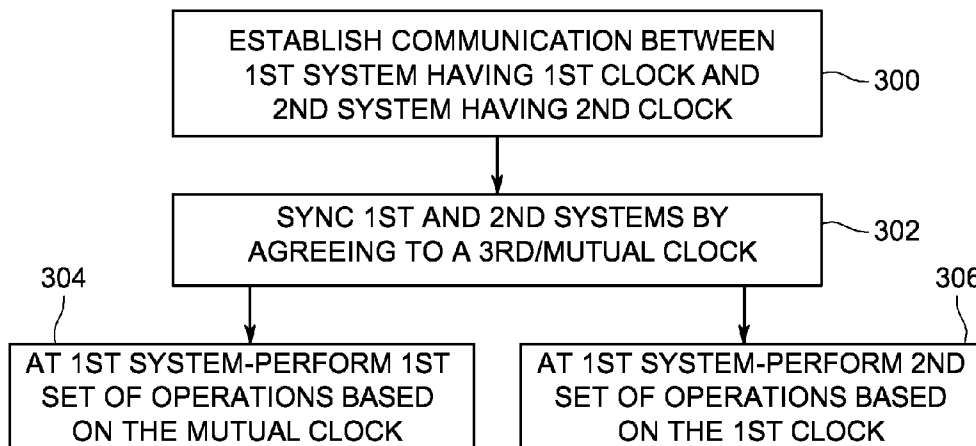 ESTABLISH COMMUNICATION BETWEEN
1ST SYSTEM HAVING 1ST CLOCK AND
2ND SYSTEM HAVING 2ND CLOCK
300
SYNC 1ST AND 2ND SYSTEMS BY
AGREEING TO A 3RD/MUTUAL CLOCK
302
304
AT 1ST SYSTEM-PERFORM 1ST
SET OF OPERATIONS BASED
ON THE MUTUAL CLOCK
306
AT 1ST SYSTEM-PERFORM 2ND
SET OF OPERATIONS BASED
ON THE 1ST CLOCK